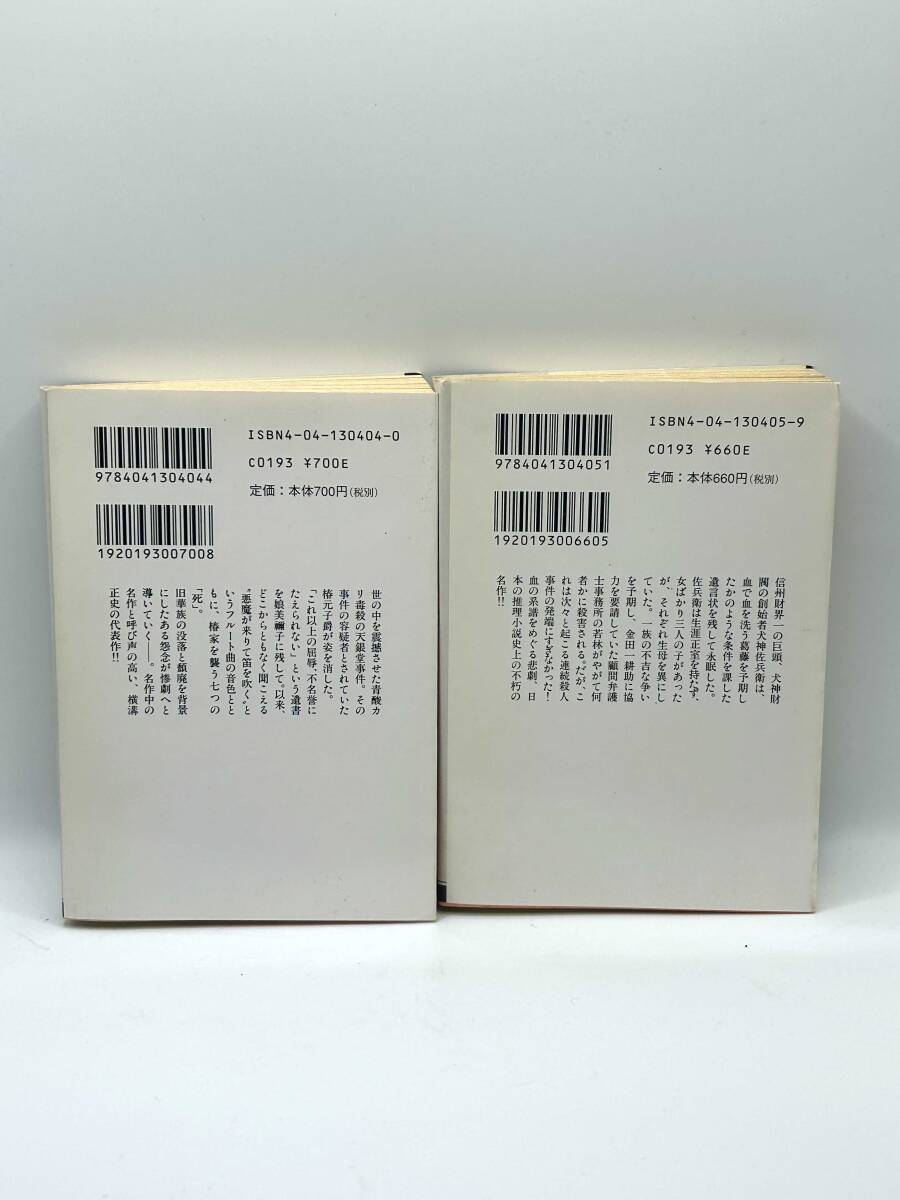 ISBN4-04-130404-0
C0193 ¥700E
定価：本体700円(税別)
9784041304044
1920193007008
世の中を震撼させた青酸カ
リ毒殺の天銀堂事件。その
事件の容疑者とされていた
椿元子爵が姿を消した。
「これ以上の屈辱、不名誉に
たえられない」という遺書
を娘美禰子に残して。以来、
どこからともなく聞こえる
〝悪魔が来りて笛を吹く〟と
いうフルート曲の音色とと
もに、椿家を襲う七つの
「死」。
旧華族の没落と頽廃を背景
にしたある怨念が惨劇へと
導いていく――。名作中の
名作と呼び声の高い、横溝
正史の代表作!!
ISBN4-04-130405-9
C0193 ¥660E
定価：本体660円(税別)
9784041304051
1920193006605
信州財界一の巨頭、犬神財
閥の創始者犬神佐兵衛は、
血で血を洗う葛藤を予期し
たかのような条件を課した
遺言状を残して永眠した。
佐兵衛は生涯正室を持たず、
女ばかり三人の子があった
が、それぞれ生母を異にし
ていた。一族の不吉な争い
を予期し、金田一耕助に協
力を要請していた顧問弁護
士事務所の若林がやがて何
者かに殺害される。だが、こ
れは次々と起こる連続殺人
事件の発端にすぎなかった！
血の系譜をめぐる悲劇、日
本の推理小説史上の不朽の
名作!!